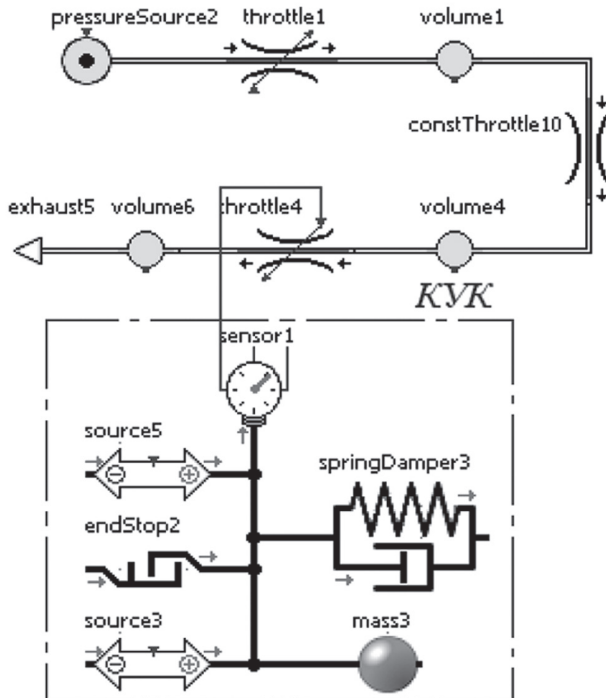 pressureSource2 throttle1 volume1
constThrottle10
exhaust5 volume6 throttle4 volume4
КУК
sensor1
source5
springDamper3
endStop2
source3 mass3